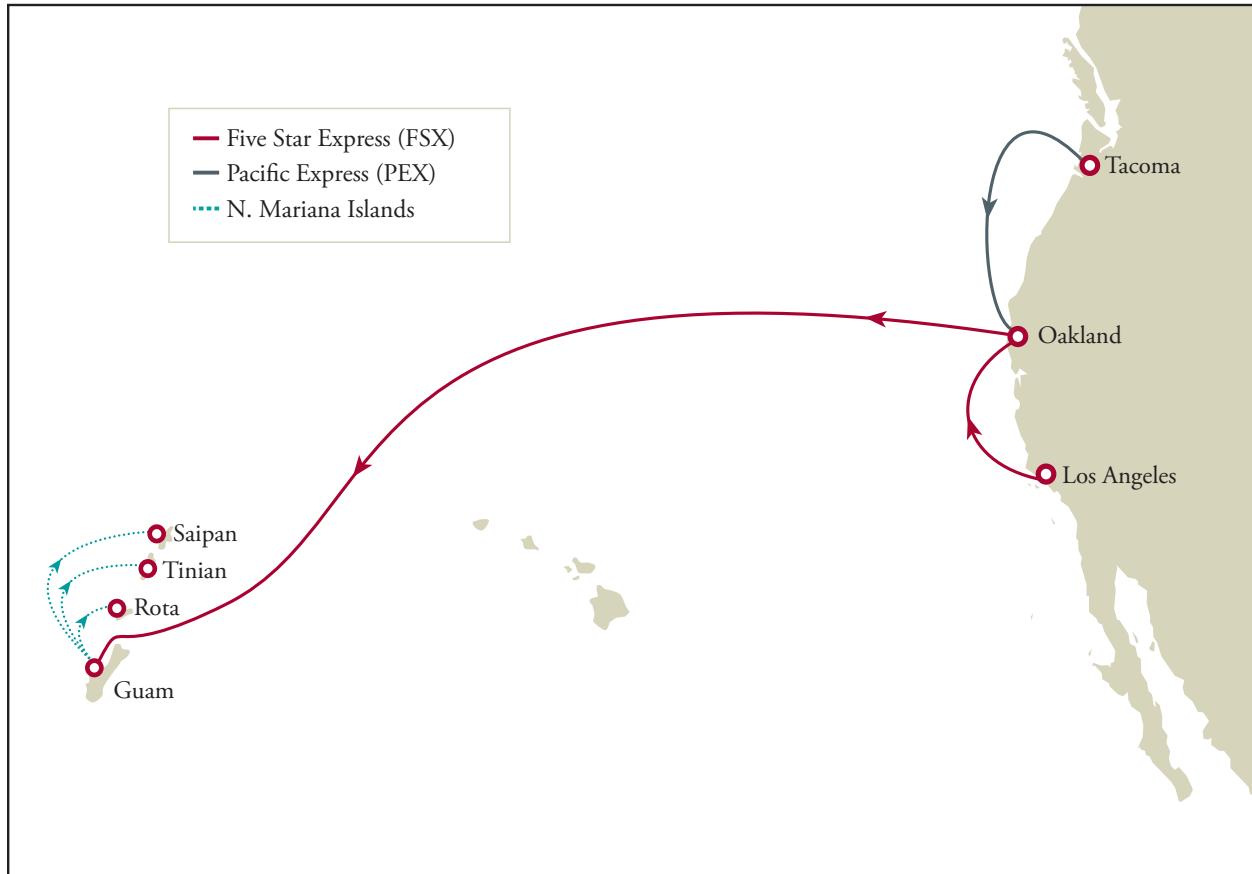 Five Star Express (FSX)
Pacific Express (PEX)
N. Mariana Islands
Tacoma
Oakland
Los Angeles
Saipan
Tinian
Rota
Guam